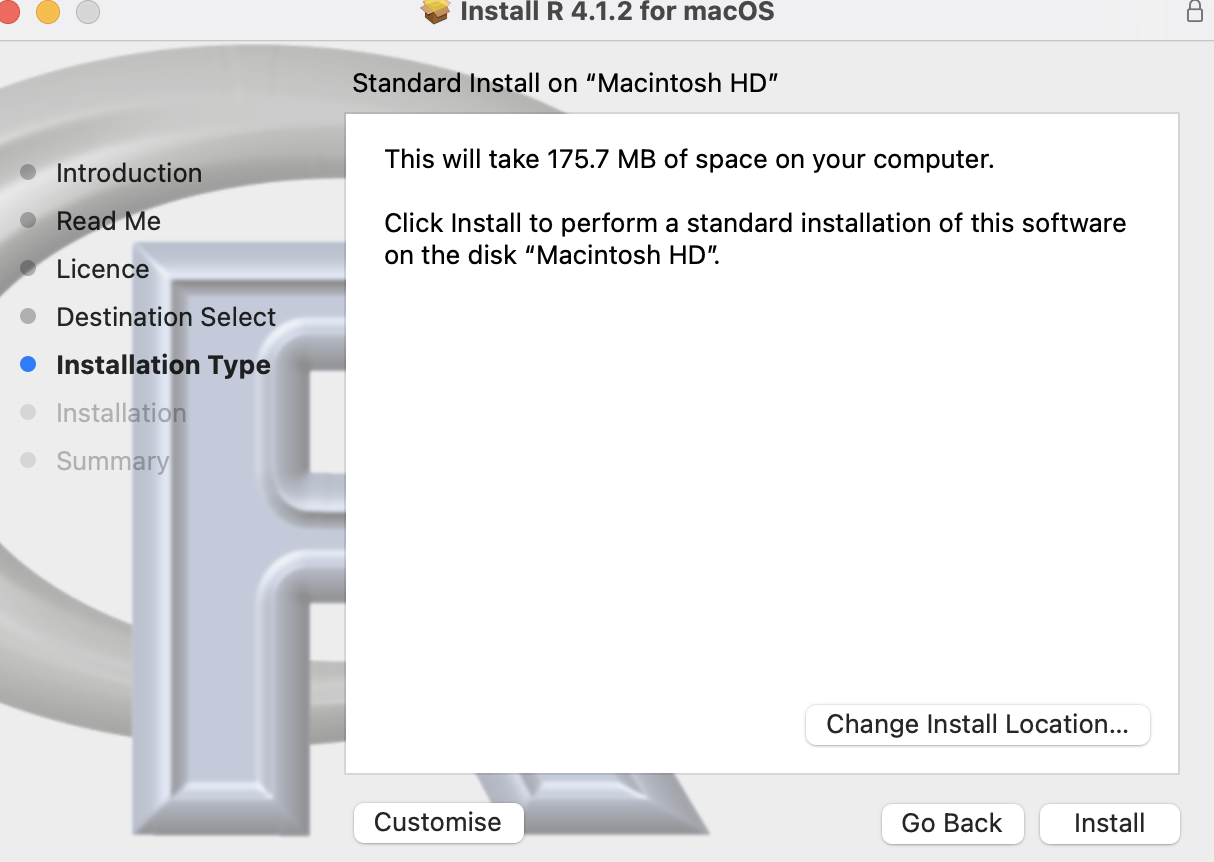 Install R 4.1.2 for macOS
Standard Install on “Macintosh HD”
Introduction
Read Me
Licence
Destination Select
Installation Type
Installation
Summary
This will take 175.7 MB of space on your computer.
Click Install to perform a standard installation of this software
on the disk “Macintosh HD”.
Change Install Location...
Customise
Go Back
Install
R